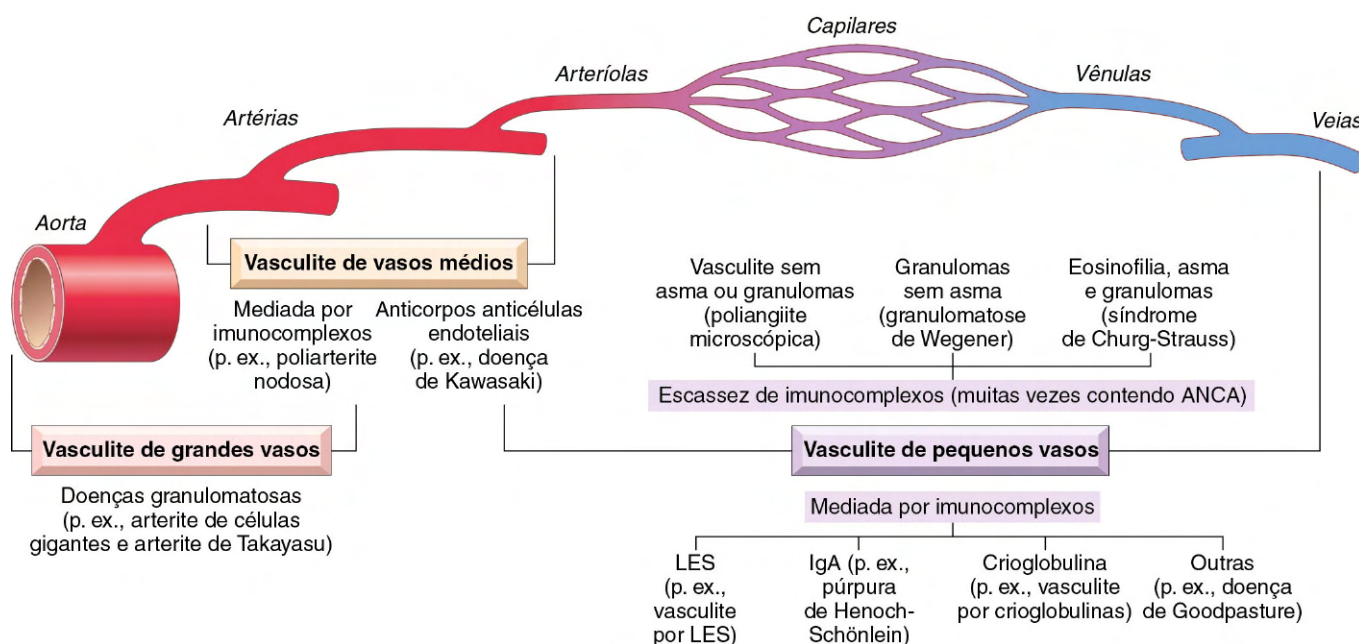 Capilares
Arteríolas
Vênulas
Artérias
Veias
Aorta
Vasculite de vasos médios
Mediada por
imunocomplexos
(p. ex., poliarterite
nodosa)
Anticorpos anticélulas
endoteliais
(p. ex., doença
de Kawasaki)
Vasculite sem
asma ou granulomas
(poliangiite
microscópica)
Granulomas
sem asma
(granulomatose
de Wegener)
Eosinofilia, asma
e granulomas
(síndrome
de Churg-Strauss)
Escassez de imunocomplexos (muitas vezes contendo ANCA)
Vasculite de grandes vasos
Doenças granulomatosas
(p. ex., arterite de células
gigantes e arterite de Takayasu)
Vasculite de pequenos vasos
Mediada por imunocomplexos
LES
(p. ex.,
vasculite
por LES)
IgA (p. ex.,
púrpura
de Henoch-
Schönlein)
Crioglobulina
(p. ex., vasculite
por crioglobulinas)
Outras
(p. ex., doença
de Goodpasture)